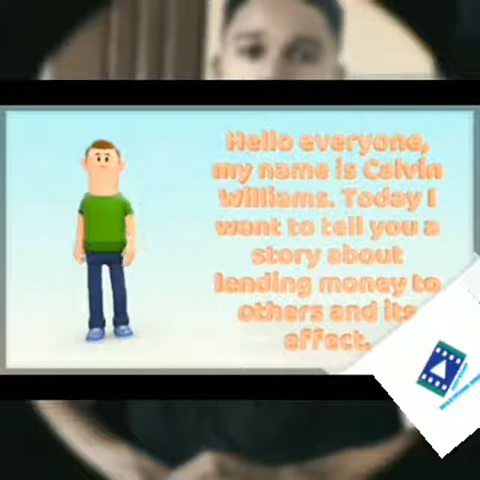 Hello everyone,
my name is Calvin
Williams. Today I
want to tell you a
story about
lending money to
others and its
effect.